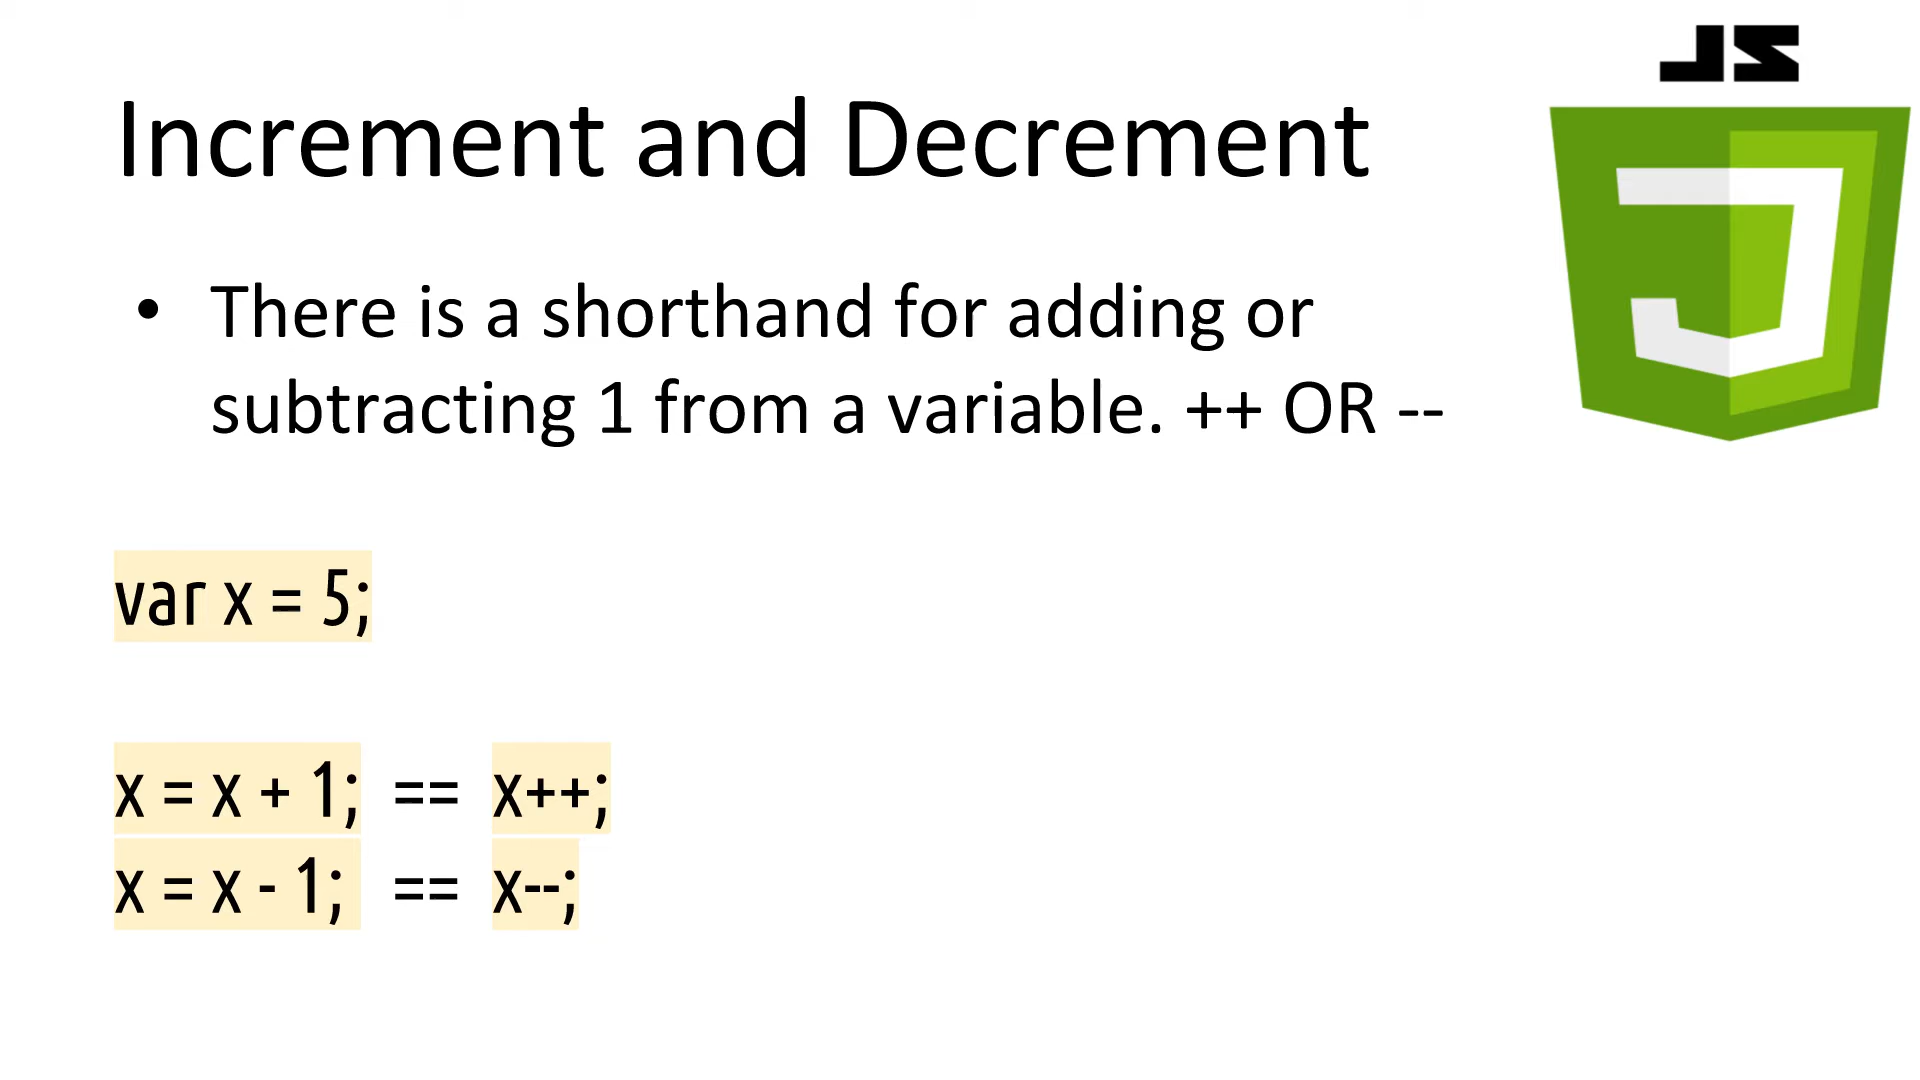 JS
Increment and Decrement
• There is a shorthand for adding or
subtracting 1 from a variable. ++ OR --
var x = 5;
x = x + 1; == x++;
x = x - 1; == x--;